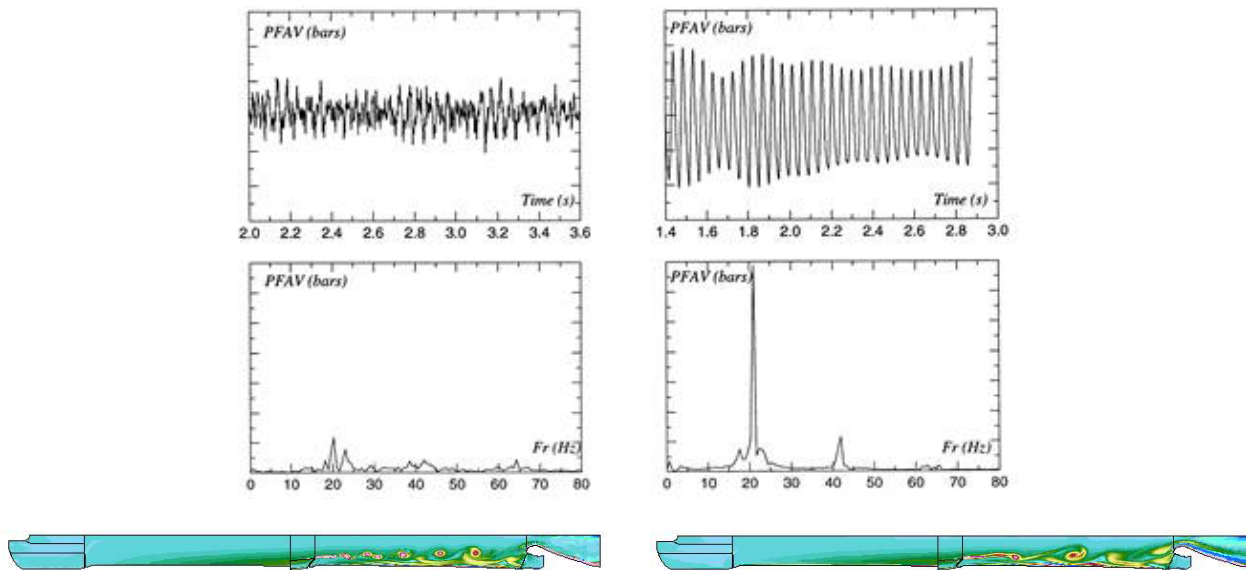 PFAV (bars)
Time (s)
2.0 2.2 2.4 2.6 2.8 3.0 3.2 3.4 3.6
PFAV (bars)
Time (s)
1.4 1.6 1.8 2.0 2.2 2.4 2.6 2.8 3.0
PFAV (bars)
Fr (Hz)
0 10 20 30 40 50 60 70 80
PFAV (bars)
Fr (Hz)
0 10 20 30 40 50 60 70 80